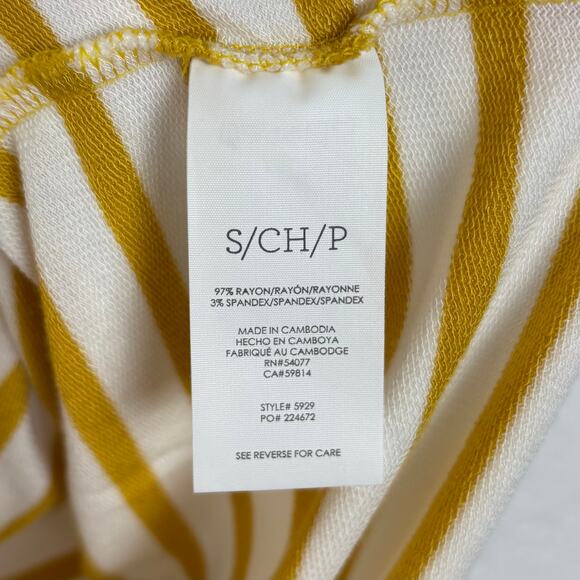 S/CH/P
97% RAYON/RAYÓN/RAYONNE
3% SPANDEX/SPANDEX/SPANDEX
MADE IN CAMBODIA
HECHO EN CAMBOYA
FABRIQUÉ AU CAMBODGE
RN#54077
CA#59814
STYLE# 5929
PO# 224672
SEE REVERSE FOR CARE